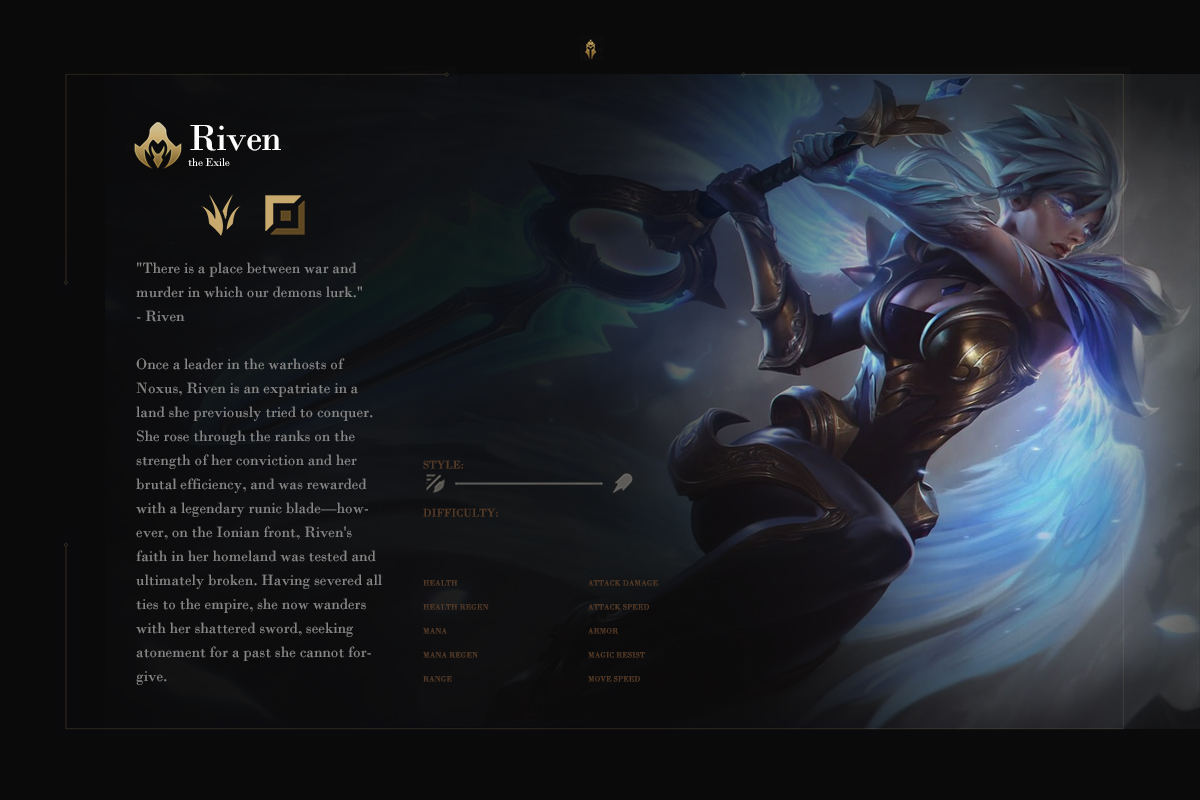 Riven
the Exile
"There is a place between war and
murder in which our demons lurk."
- Riven
Once a leader in the warhosts of
Noxus, Riven is an expatriate in a
land she previously tried to conquer.
She rose through the ranks on the
strength of her conviction and her
brutal efficiency, and was rewarded
with a legendary runic blade—how-
ever, on the Ionian front, Riven's
faith in her homeland was tested and
ultimately broken. Having severed all
ties to the empire, she now wanders
with her shattered sword, seeking
atonement for a past she cannot for-
give.
STYLE:
DIFFICULTY:
HEALTH
HEALTH REGEN
MANA
MANA REGEN
RANGE
ATTACK DAMAGE
ATTACK SPEED
ARMOR
MAGIC RESIST
MOVE SPEED